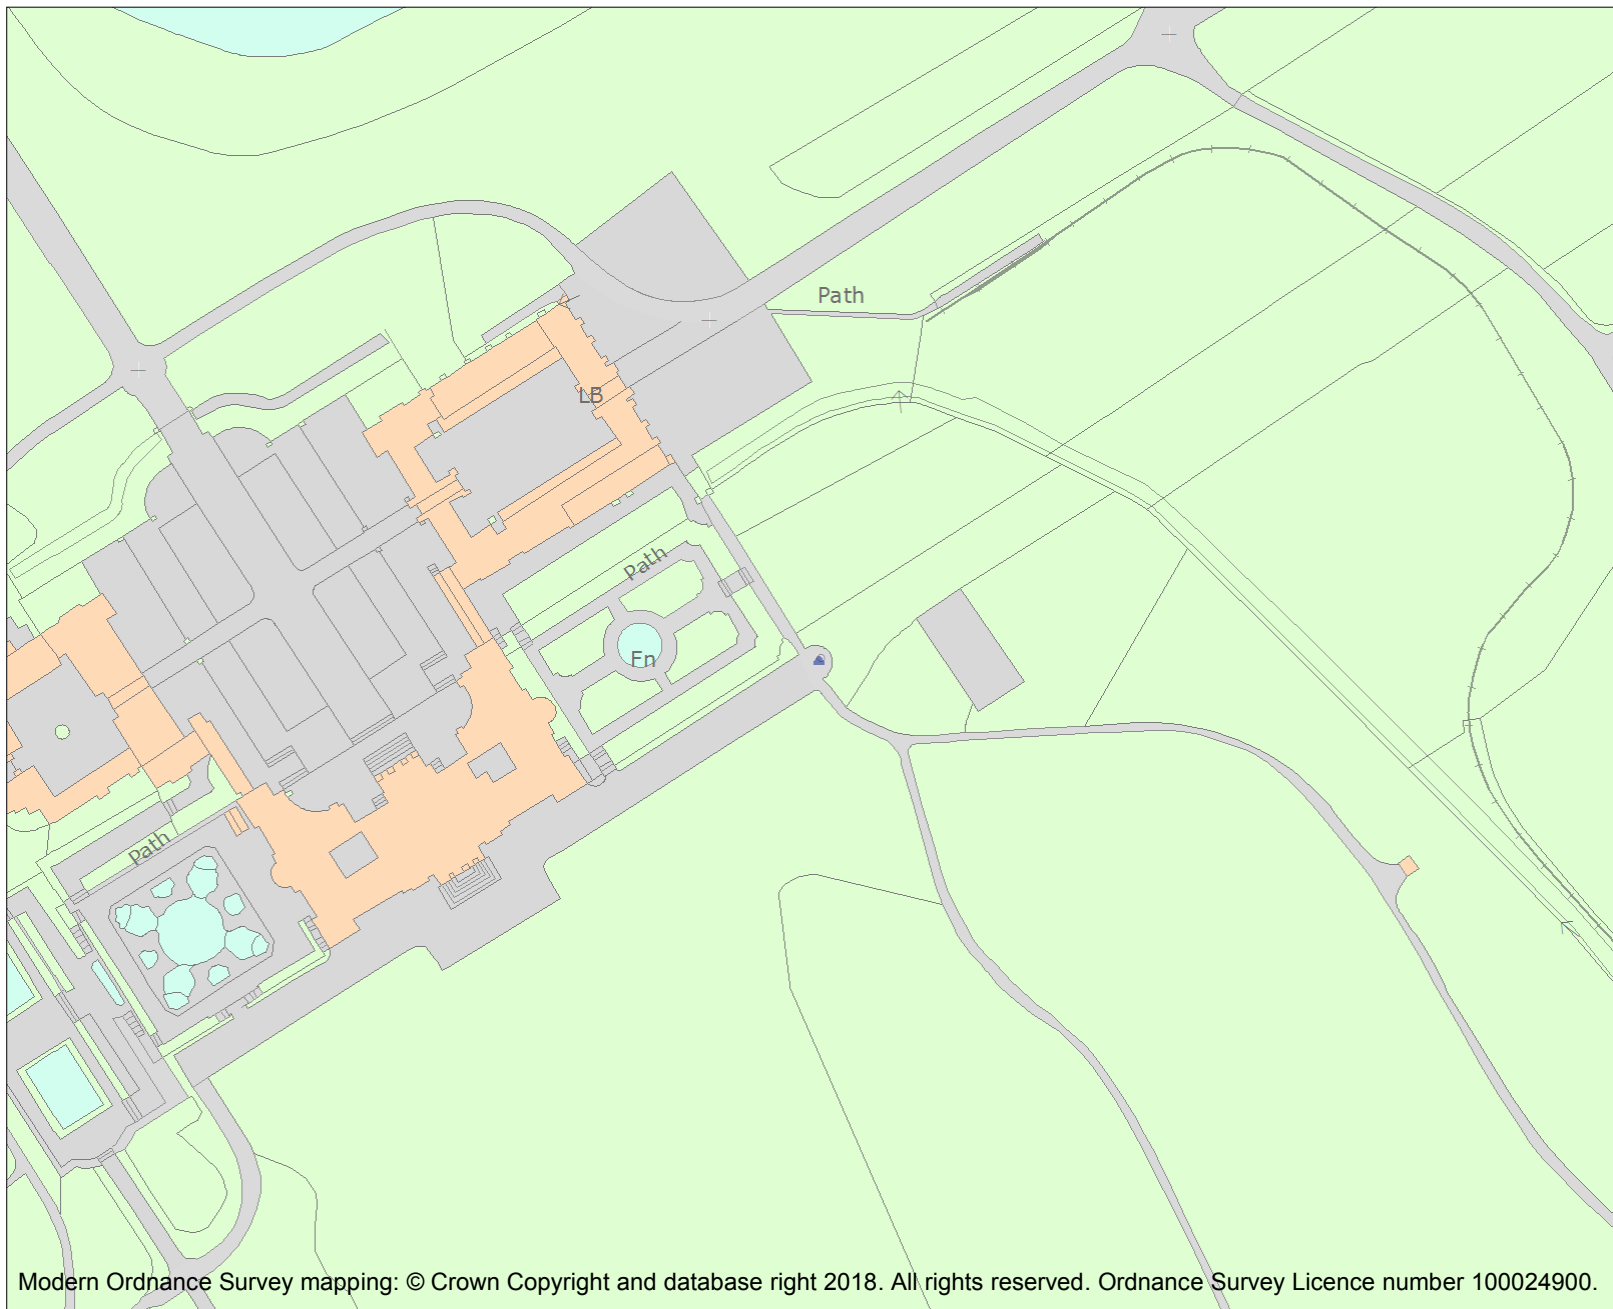 Path
LB
Path
Fn
Path
Modern Ordnance Survey mapping: © Crown Copyright and database right 2018. All rights reserved. Ordnance Survey Licence number 100024900.